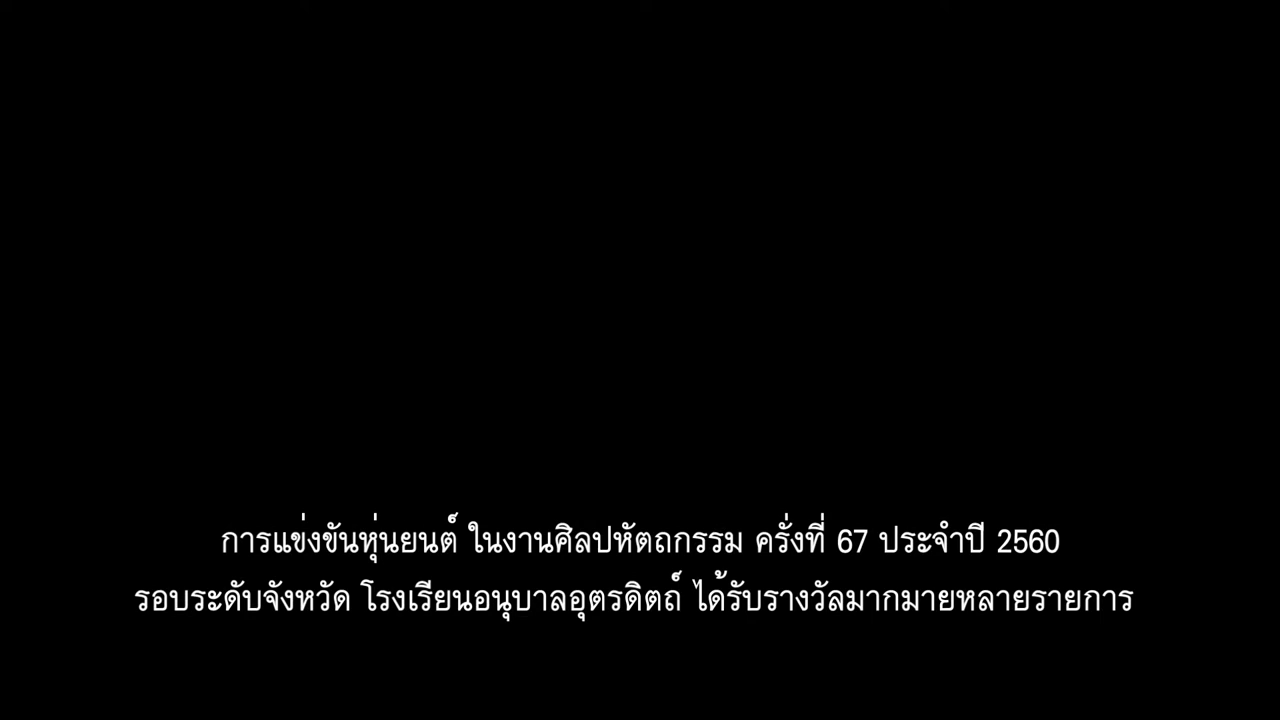 การแข่งขันหุ่นยนต์ ในงานศิลปหัตถกรรม ครั่งที่ 67 ประจำปี 2560
รอบระดับจังหวัด โรงเรียนอนุบาลอุตรดิตถ์ ได้รับรางวัลมากมายหลายรายการ